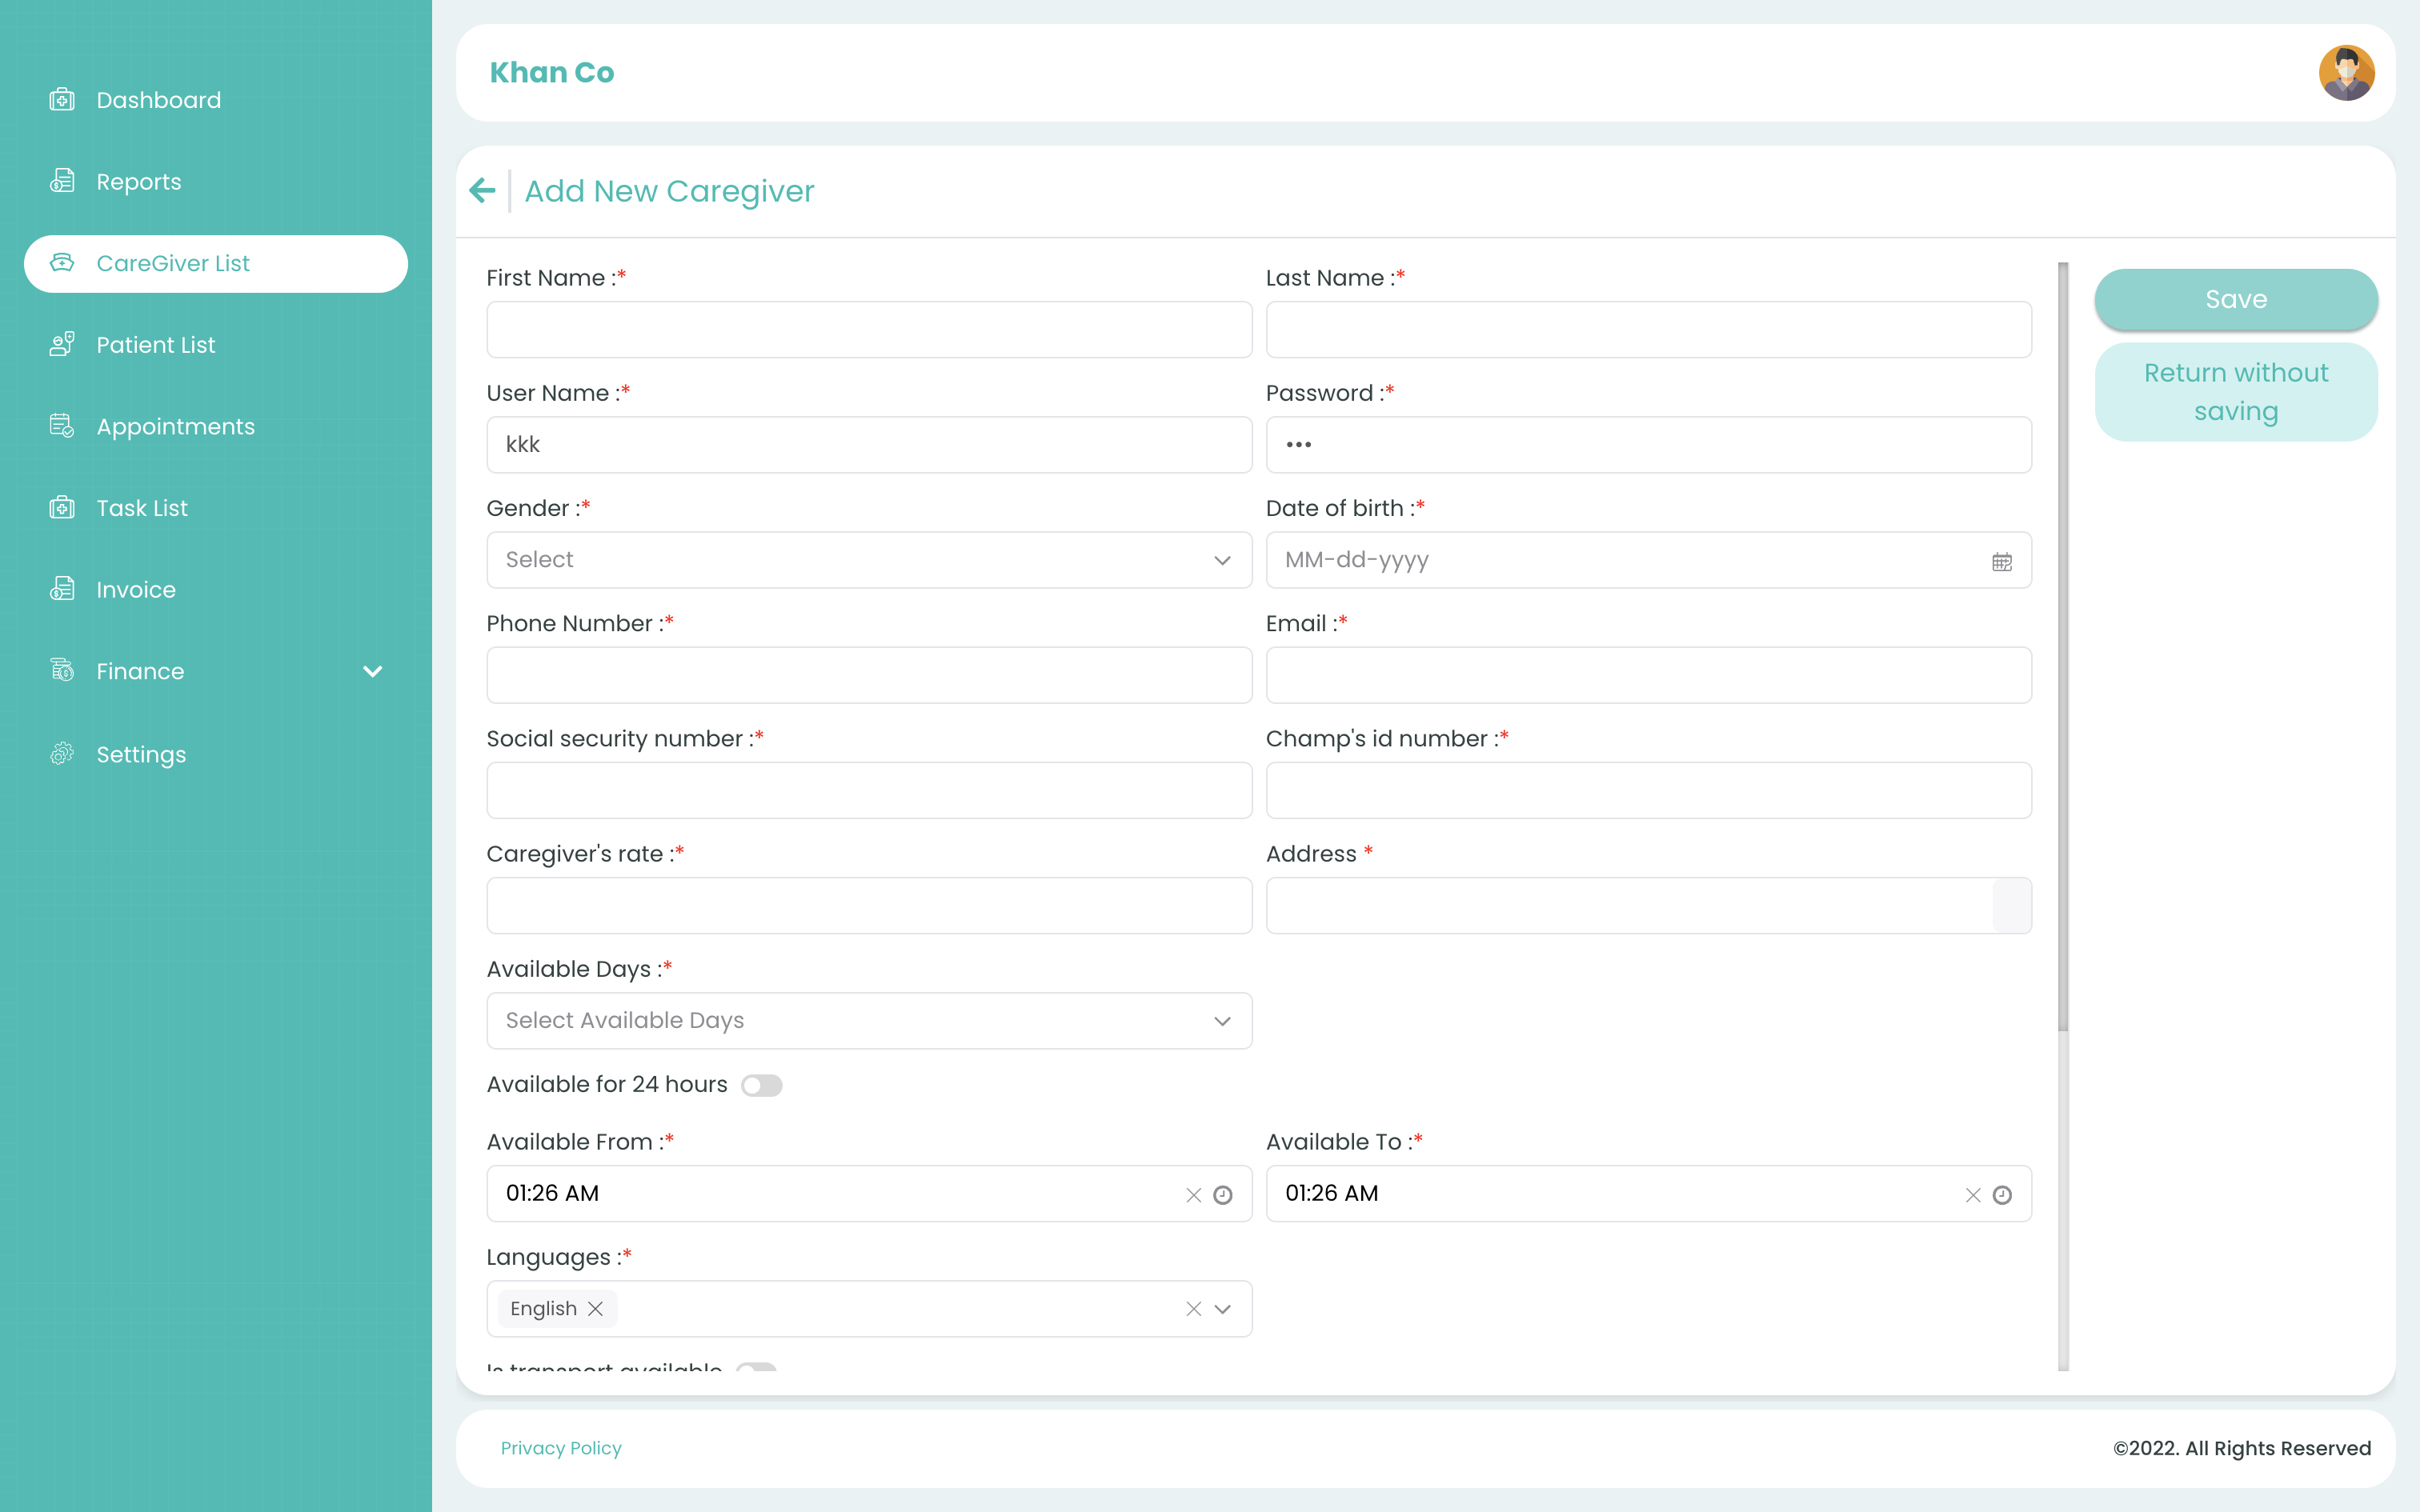 Dashboard
Reports
CareGiver List
Patient List
Appointments
Task List
Invoice
Finance
Settings
Khan Co
Add New Caregiver
First Name :*
Last Name :*
User Name :*
kkk
Password :*
•••
Gender :*
Select
Date of birth :*
MM-dd-yyyy
Phone Number :*
Email :*
Social security number :*
Champ's id number :*
Caregiver's rate :*
Address *
Available Days :*
Select Available Days
Available for 24 hours
Available From :*
01:26 AM
Available To :*
01:26 AM
Languages :*
English
Is transport available
Save
Return without
saving
Privacy Policy
©2022. All Rights Reserved